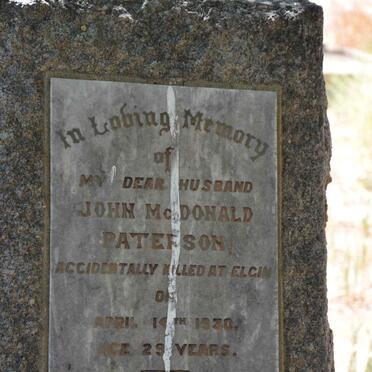 In Loving Memory
of
MY DEAR HUSBAND
JOHN McDONALD
PATERSON
ACCIDENTALLY KILLED AT ELGIN
ON
APRIL 1930.
AGE 29 YEARS.